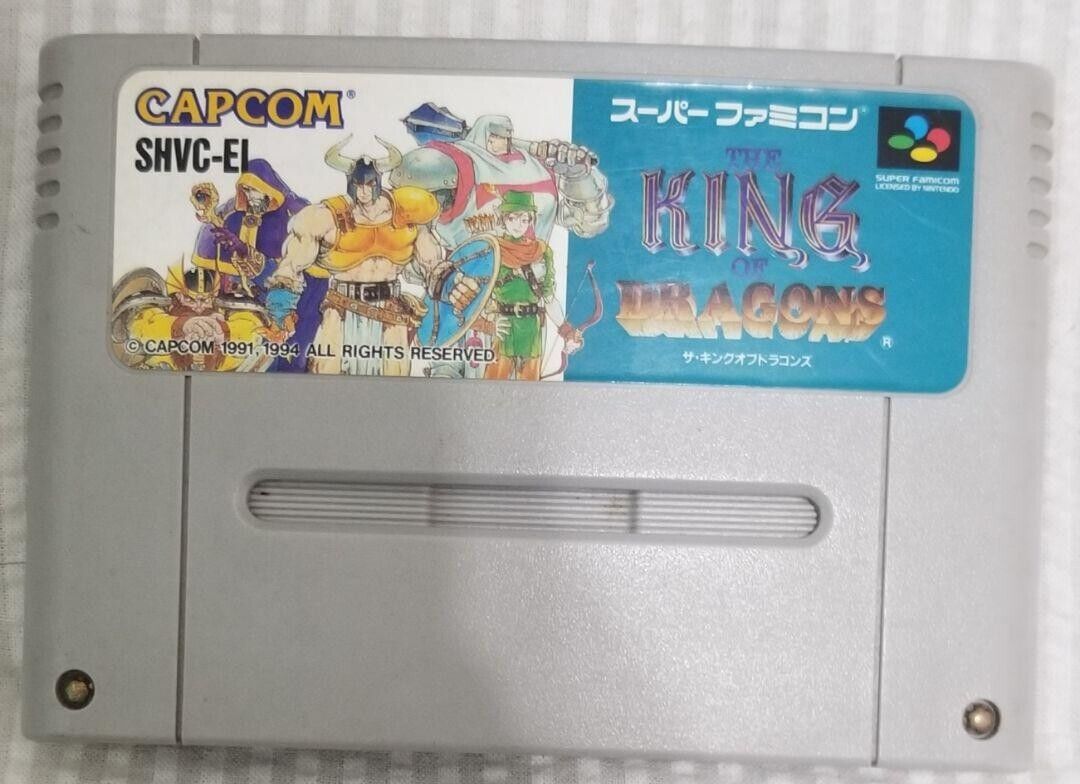 CAPCOM®
SHVC-EI
© CAPCOM 1991, 1994 ALL RIGHTS RESERVED.
スーパーファミコン®
SUPER FAMICOM
LICENSED BY NINTENDO
THE
KING
OF
DRAGONS
®
ザ・キングオブドラゴンズ